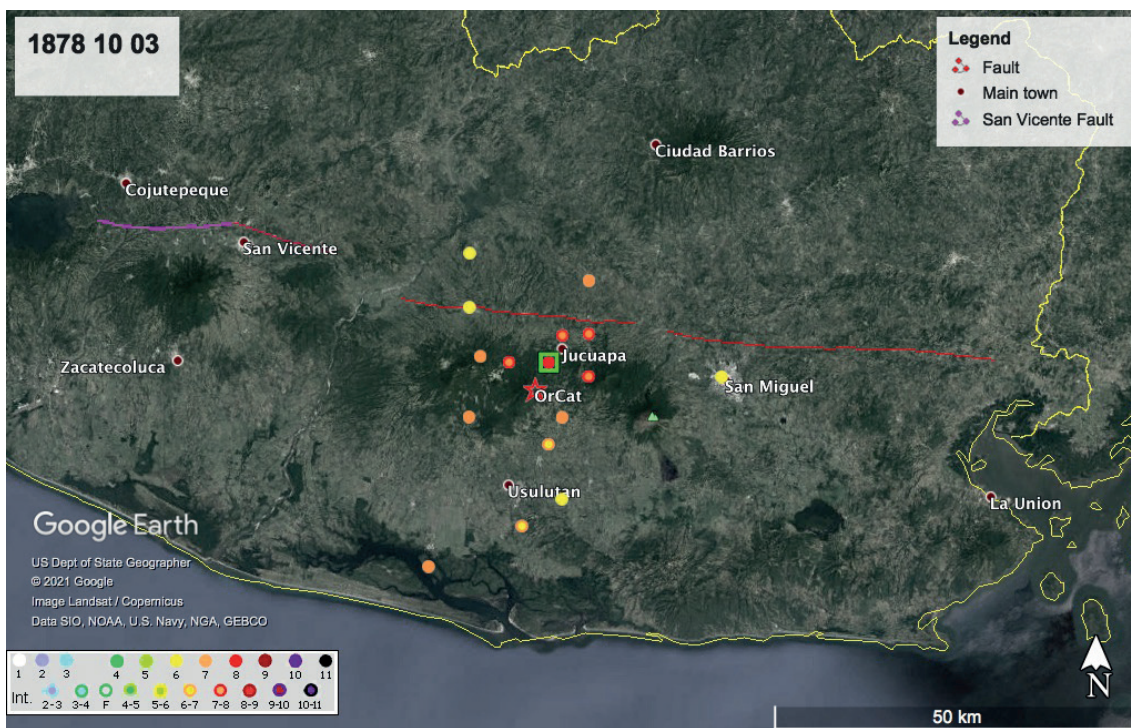 1878 10 03
Legend
Fault
Main town
San Vicente Fault
Ciudad Barrios
Cojutepeque
San Vicente
Zacatecoluca
Jucuapa
San Miguel
OrCat
Usulutan
La Union
Google Earth
US Dept of State Geographer
© 2021 Google
Image Landsat / Copernicus
Data SIO, NOAA, U.S. Navy, NGA, GEBCO
1 2 3 4 5 6 7 8 9 10 11
Int. 2-3 3-4 F 4-5 5-6 6-7 7-8 8-9 9-10 10-11
N
50 km